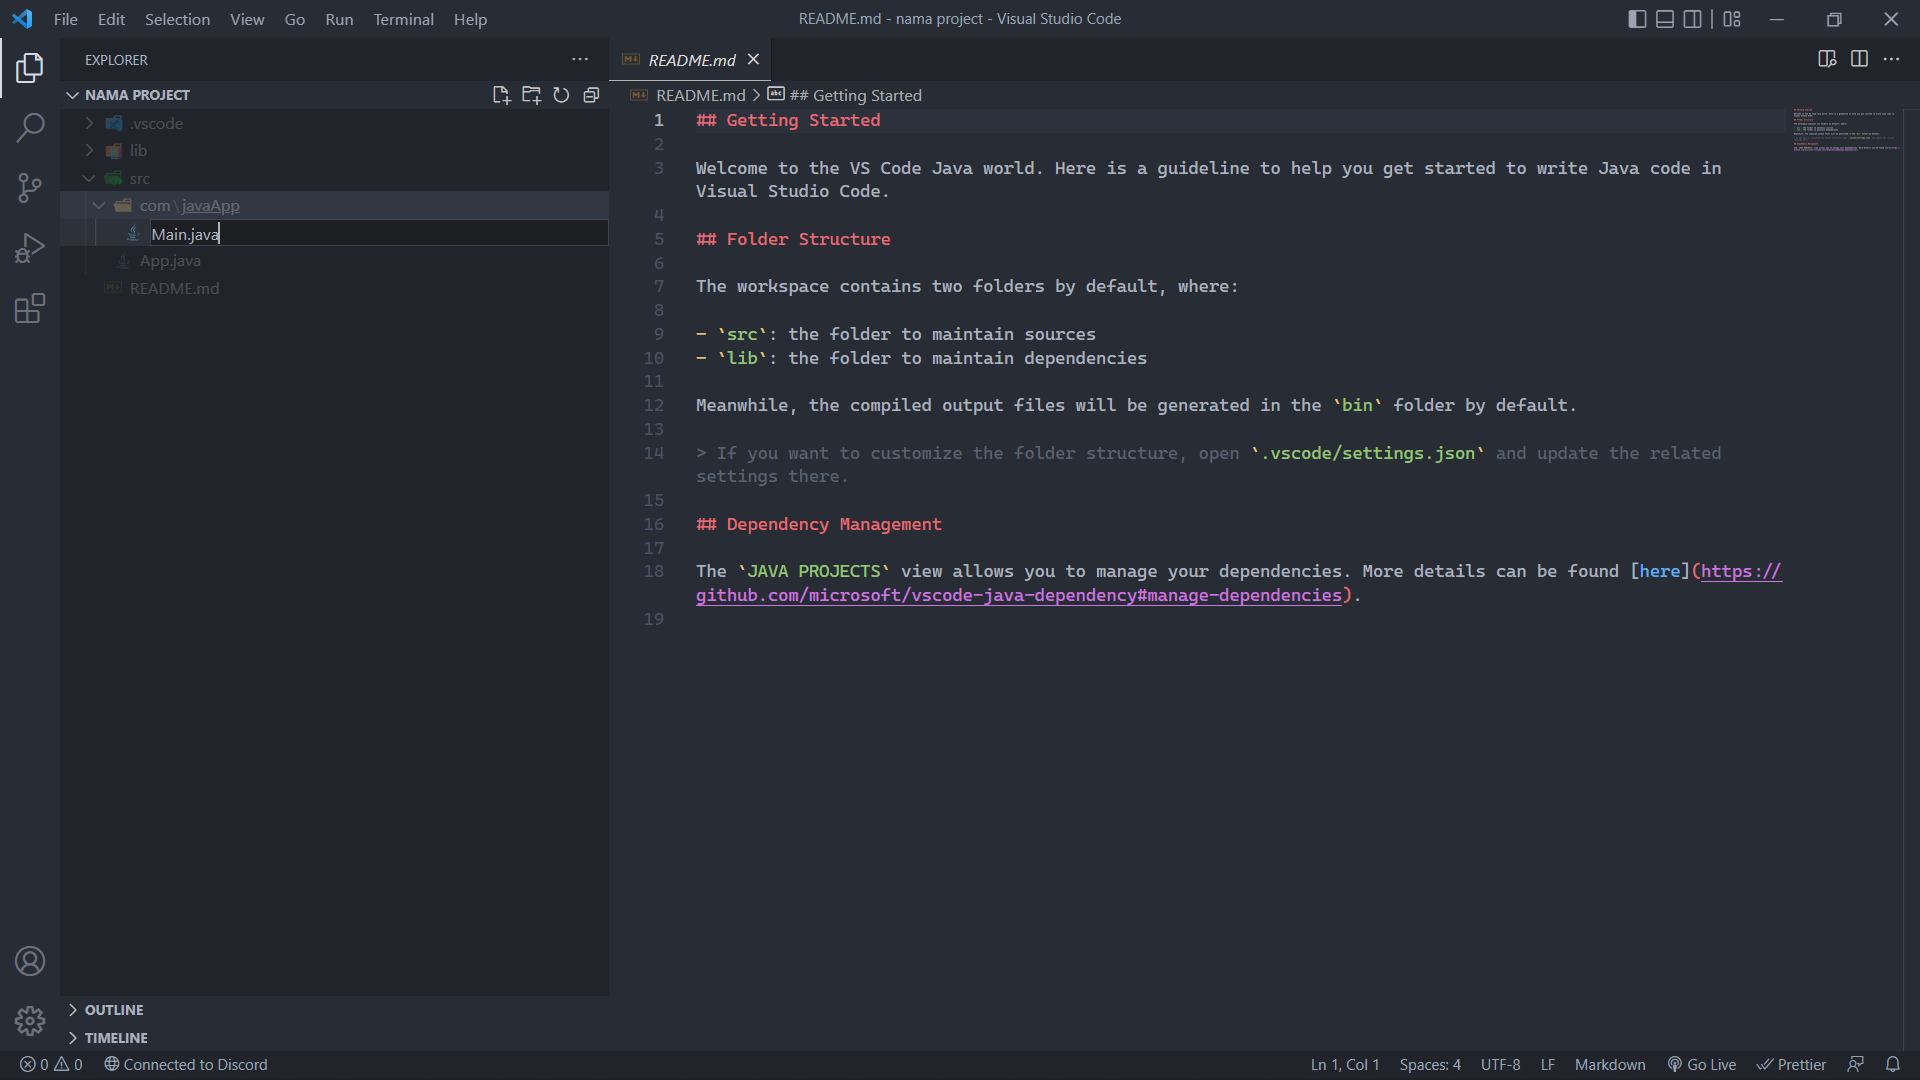 File Edit Selection View Go Run Terminal Help
README.md - nama project - Visual Studio Code
EXPLORER
NAMA PROJECT
.vscode
lib
src
com \ javaApp
Main.java
App.java
README.md
OUTLINE
TIMELINE
README.md
README.md > ## Getting Started
1 ## Getting Started
2
3 Welcome to the VS Code Java world. Here is a guideline to help you get started to write Java code in
Visual Studio Code.
4
5 ## Folder Structure
6
7 The workspace contains two folders by default, where:
8
9 - `src`: the folder to maintain sources
10 - `lib`: the folder to maintain dependencies
11
12 Meanwhile, the compiled output files will be generated in the `bin` folder by default.
13
14 > If you want to customize the folder structure, open `.vscode/settings.json` and update the related
settings there.
15
16 ## Dependency Management
17
18 The `JAVA PROJECTS` view allows you to manage your dependencies. More details can be found [here](https://
github.com/microsoft/vscode-java-dependency#manage-dependencies).
19
0 0 Connected to Discord
Ln 1, Col 1 Spaces: 4 UTF-8 LF Markdown Go Live Prettier